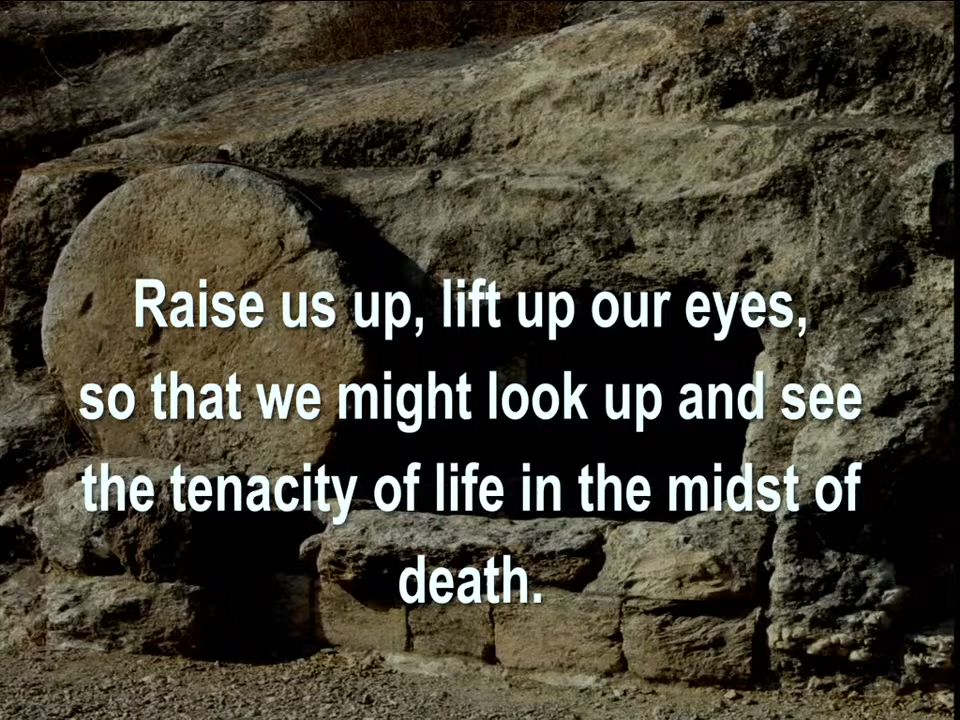 Raise us up, lift up our eyes,
so that we might look up and see
the tenacity of life in the midst of
death.